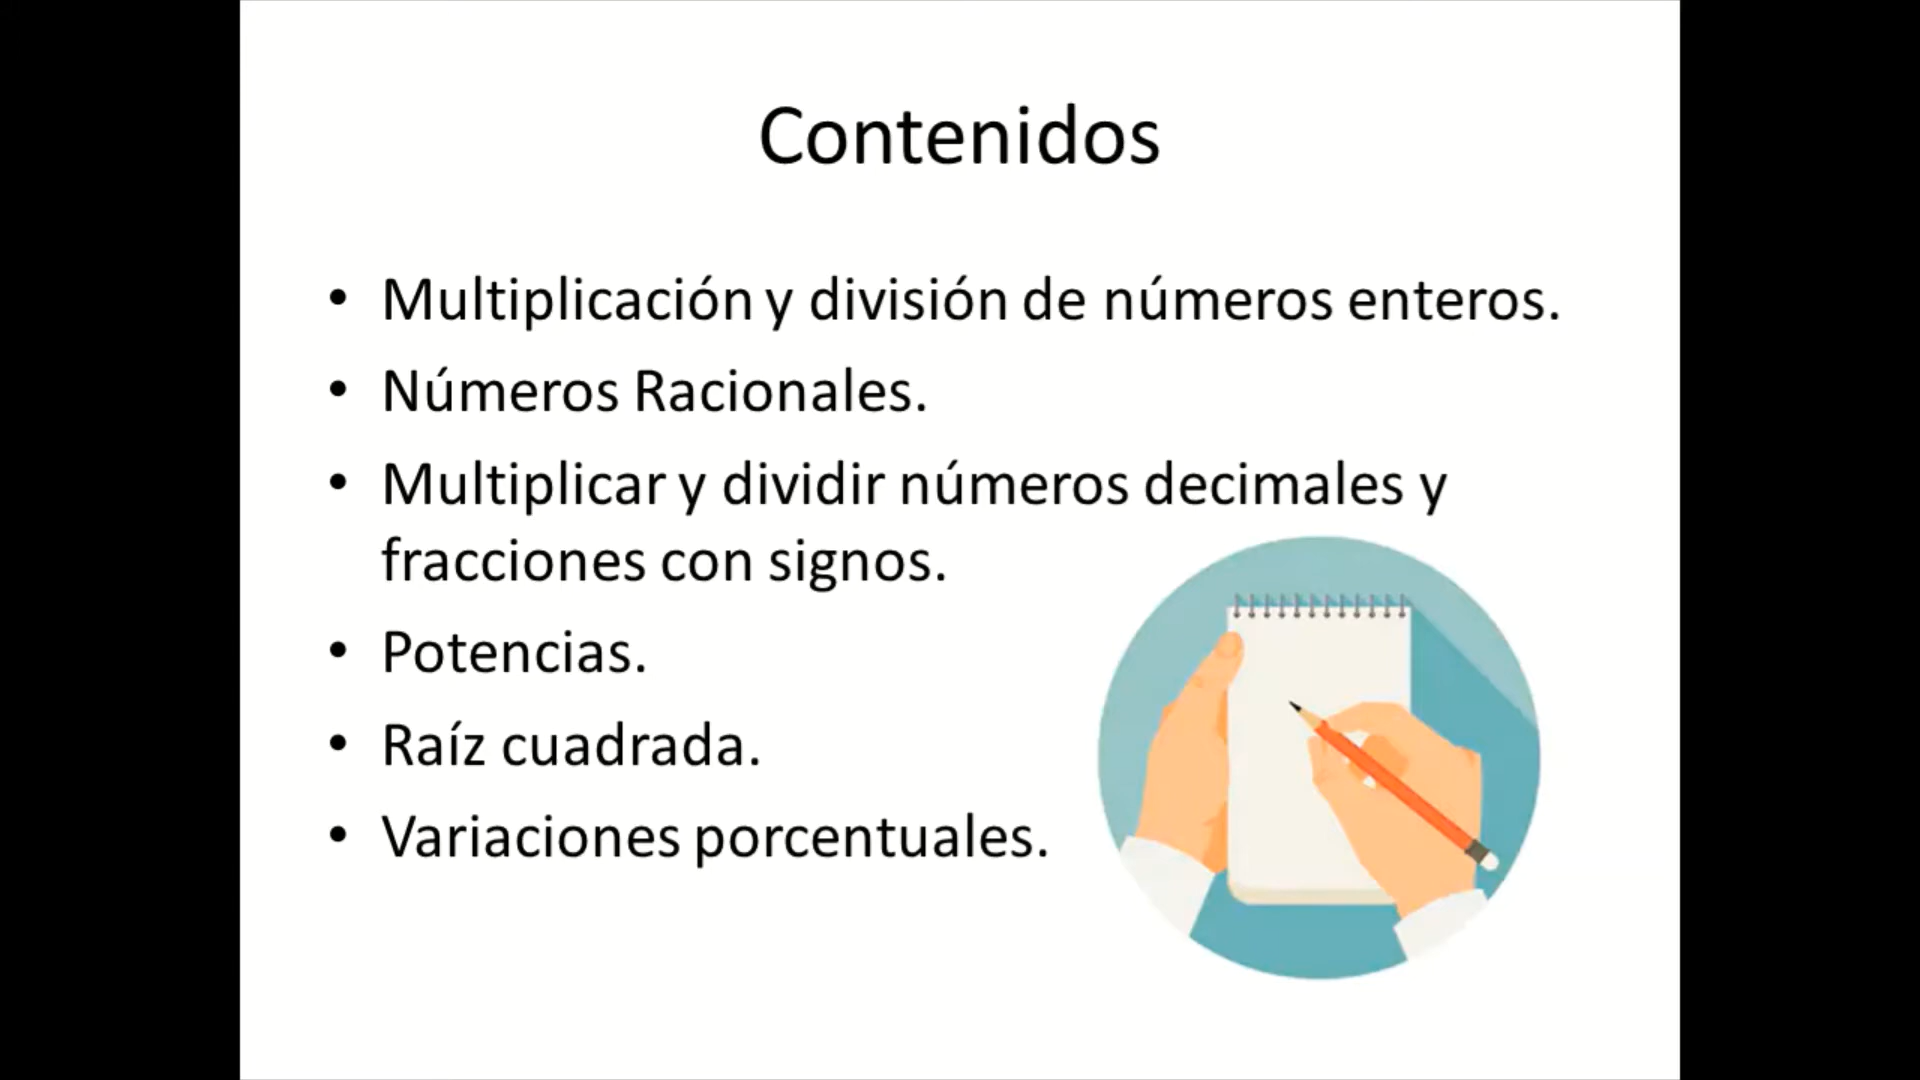 Contenidos
• Multiplicación y división de números enteros.
• Números Racionales.
• Multiplicar y dividir números decimales y
fracciones con signos.
• Potencias.
• Raíz cuadrada.
• Variaciones porcentuales.